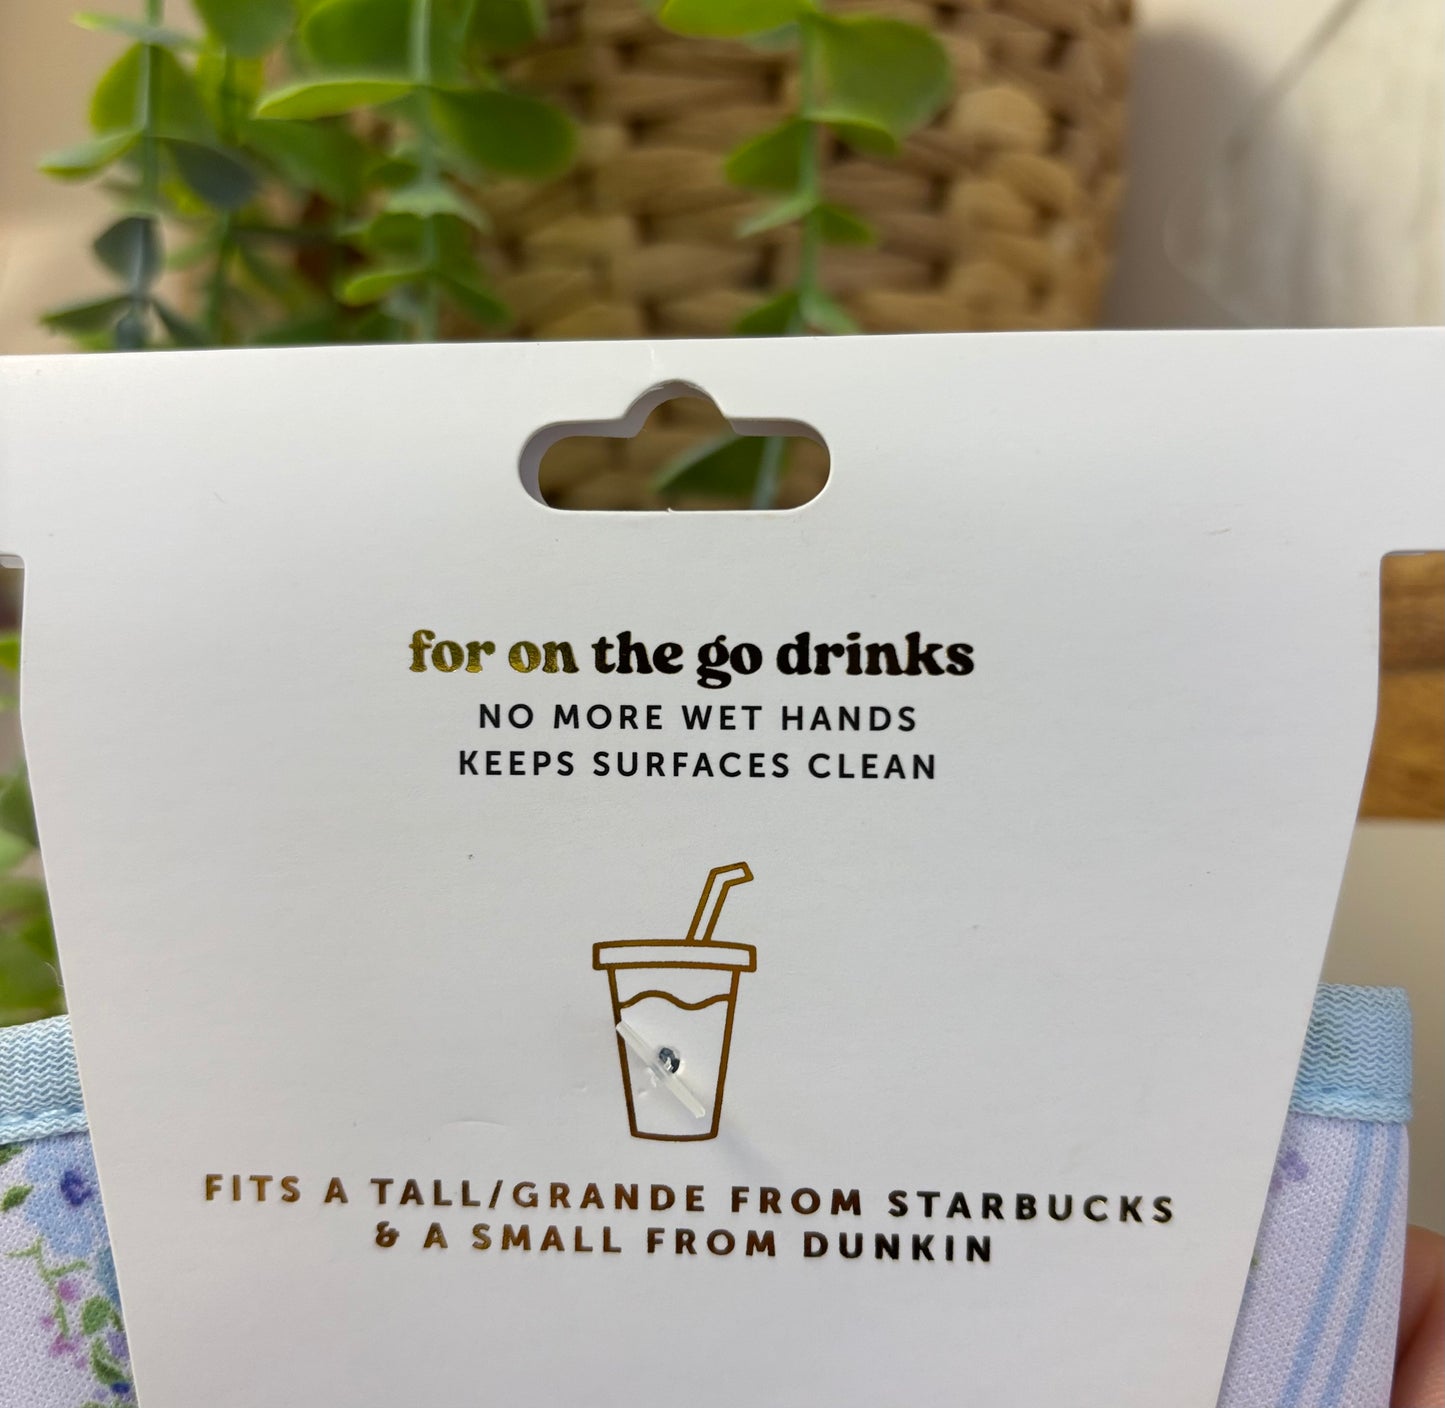 for on the go drinks
NO MORE WET HANDS
KEEPS SURFACES CLEAN
FITS A TALL/GRANDE FROM STARBUCKS
& A SMALL FROM DUNKIN